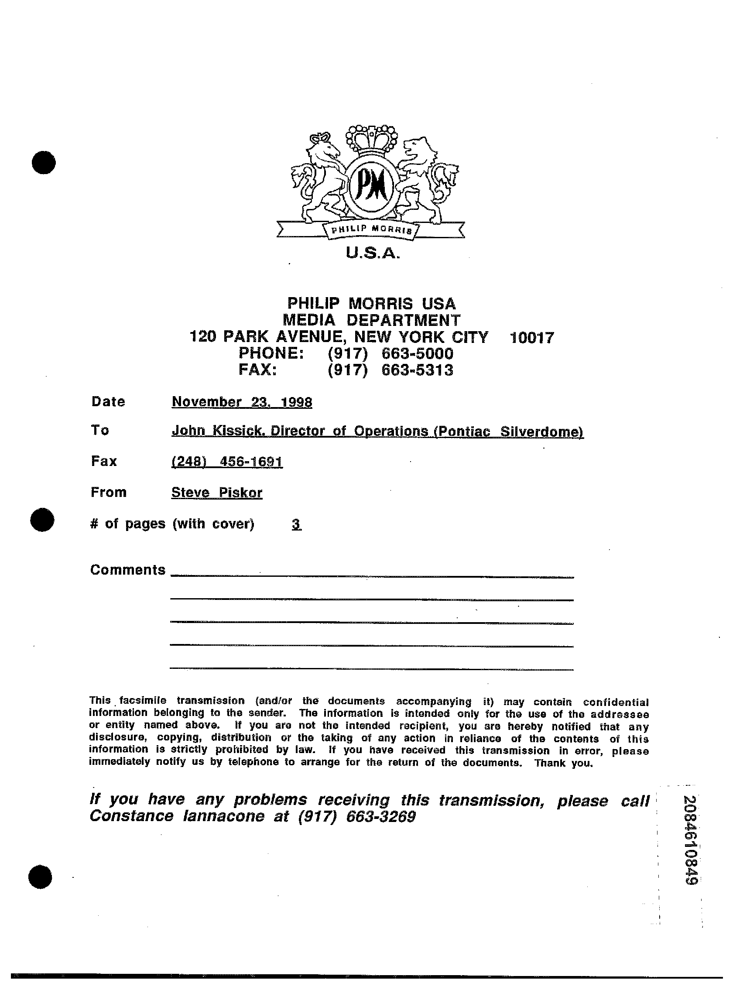 PM
PHILIP MORRIS
U.S.A.
PHILIP MORRIS USA
MEDIA DEPARTMENT
120 PARK AVENUE, NEW YORK CITY 10017
PHONE: (917) 663-5000
FAX: (917) 663-5313
Date November 23, 1998
To John Kissick, Director of Operations (Pontiac Silverdome)
Fax (248) 456-1691
From Steve Piskor
# of pages (with cover) 3
Comments
This facsimile transmission (and/or the documents accompanying it) may contain confidential
information belonging to the sender. The information is intended only for the use of the addressee
or entity named above. If you are not the intended recipient, you are hereby notified that any
disclosure, copying, distribution or the taking of any action in reliance of the contents of this
information is strictly prohibited by law. If you have received this transmission in error, please
immediately notify us by telephone to arrange for the return of the documents. Thank you.
If you have any problems receiving this transmission, please call
Constance Iannacone at (917) 663-3269
2084610849